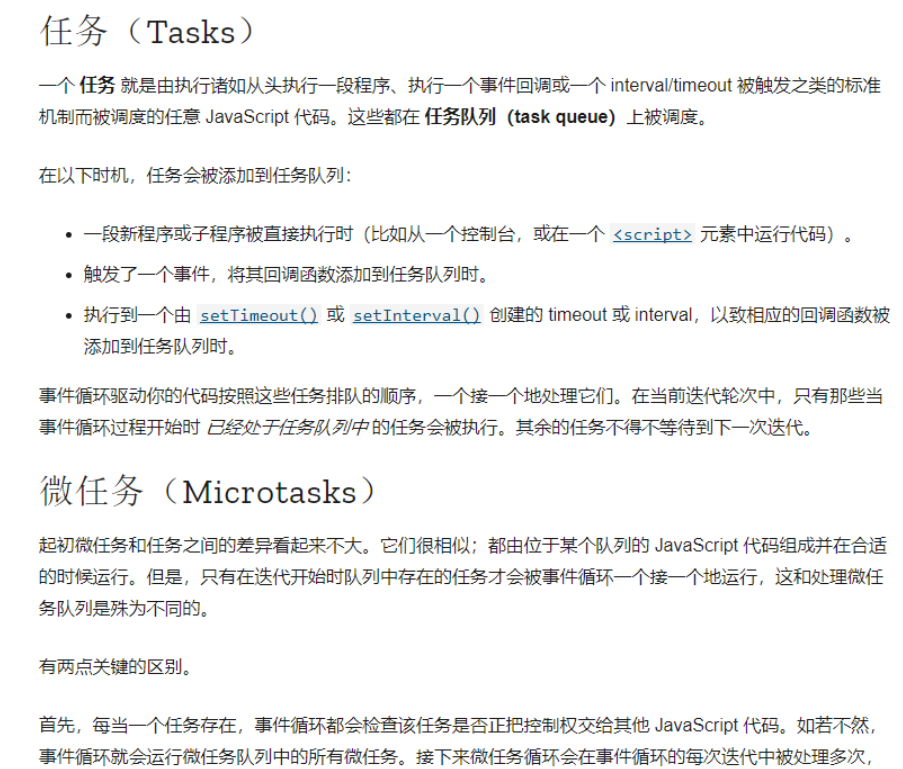 任务（Tasks）
一个 任务 就是由执行诸如从头执行一段程序、执行一个事件回调或一个 interval/timeout 被触发之类的标准
机制而被调度的任意 JavaScript 代码。这些都在 任务队列（task queue）上被调度。
在以下时机，任务会被添加到任务队列：
• 一段新程序或子程序被直接执行时（比如从一个控制台，或在一个 <script> 元素中运行代码）。
• 触发了一个事件，将其回调函数添加到任务队列时。
• 执行到一个由 setTimeout() 或 setInterval() 创建的 timeout 或 interval，以致相应的回调函数被
添加到任务队列时。
事件循环驱动你的代码按照这些任务排队的顺序，一个接一个地处理它们。在当前迭代轮次中，只有那些当
事件循环过程开始时 已经处于任务队列中 的任务会被执行。其余的任务不得不等待到下一次迭代。
微任务（Microtasks）
起初微任务和任务之间的差异看起来不大。它们很相似；都由位于某个队列的 JavaScript 代码组成并在合适
的时候运行。但是，只有在迭代开始时队列中存在的任务才会被事件循环一个接一个地运行，这和处理微任
务队列是殊为不同的。
有两点关键的区别。
首先，每当一个任务存在，事件循环都会检查该任务是否正把控制权交给其他 JavaScript 代码。如若不然，
事件循环就会运行微任务队列中的所有微任务。接下来微任务循环会在事件循环的每次迭代中被处理多次，